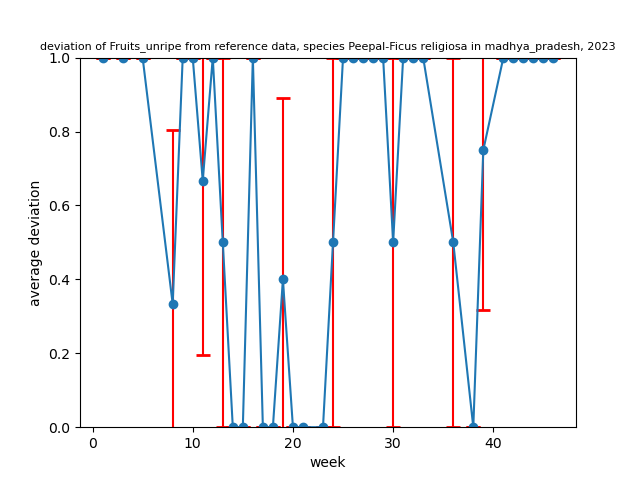 deviation of Fruits_unripe from reference data, species Peepal-Ficus religiosa in madhya_pradesh, 2023
1.0
0.8
0.6
0.4
0.2
0.0
average deviation
0 10 20 30 40
week